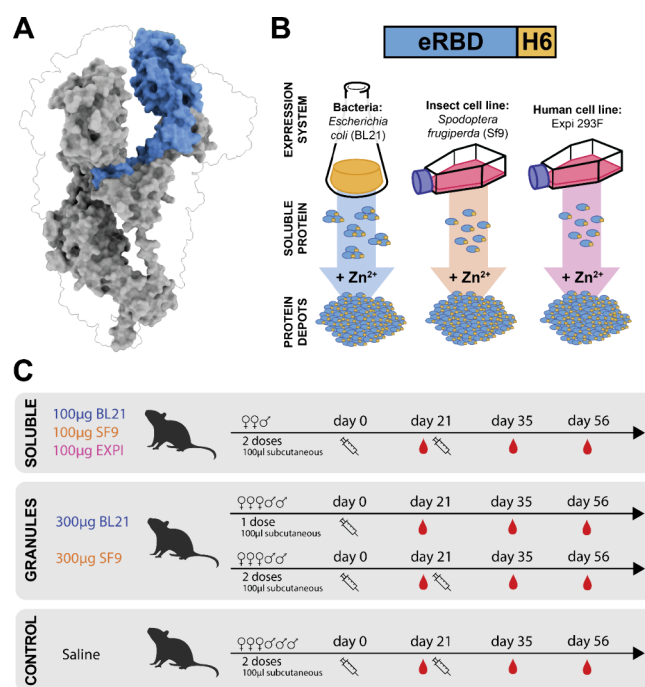 A
B
eRBD H6
EXPRESSION
SYSTEM
Bacteria:
Escherichia
coli (BL21)
Insect cell line:
Spodoptera
frugiperda (Sf9)
Human cell line:
Expi 293F
SOLUBLE
PROTEIN
+ Zn²⁺ + Zn²⁺ + Zn²⁺
PROTEIN
DEPOTS
C
SOLUBLE
100µg BL21
100µg SF9
100µg EXPI
♀♀♂ day 0 day 21 day 35 day 56
2 doses
100µl subcutaneous
GRANULES
300µg BL21
300µg SF9
♀♀♀♂♂ day 0 day 21 day 35 day 56
1 dose
100µl subcutaneous
♀♀♀♂♂ day 0 day 21 day 35 day 56
2 doses
100µl subcutaneous
CONTROL
Saline
♀♀♀♂♂♂ day 0 day 21 day 35 day 56
2 doses
100µl subcutaneous